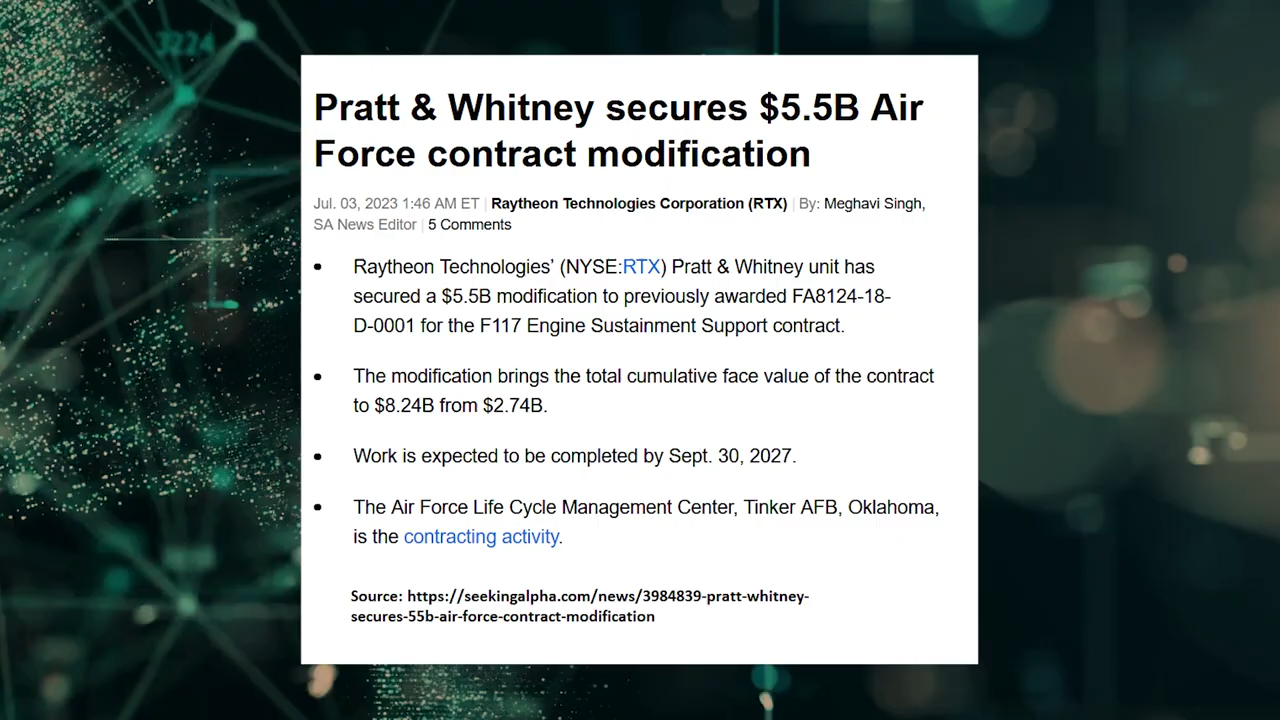 3224
Pratt & Whitney secures $5.5B Air
Force contract modification
Jul. 03, 2023 1:46 AM ET | Raytheon Technologies Corporation (RTX) | By: Meghavi Singh,
SA News Editor | 5 Comments
• Raytheon Technologies’ (NYSE:RTX) Pratt & Whitney unit has
secured a $5.5B modification to previously awarded FA8124-18-
D-0001 for the F117 Engine Sustainment Support contract.
• The modification brings the total cumulative face value of the contract
to $8.24B from $2.74B.
• Work is expected to be completed by Sept. 30, 2027.
• The Air Force Life Cycle Management Center, Tinker AFB, Oklahoma,
is the contracting activity.
Source: https://seekingalpha.com/news/3984839-pratt-whitney-
secures-55b-air-force-contract-modification